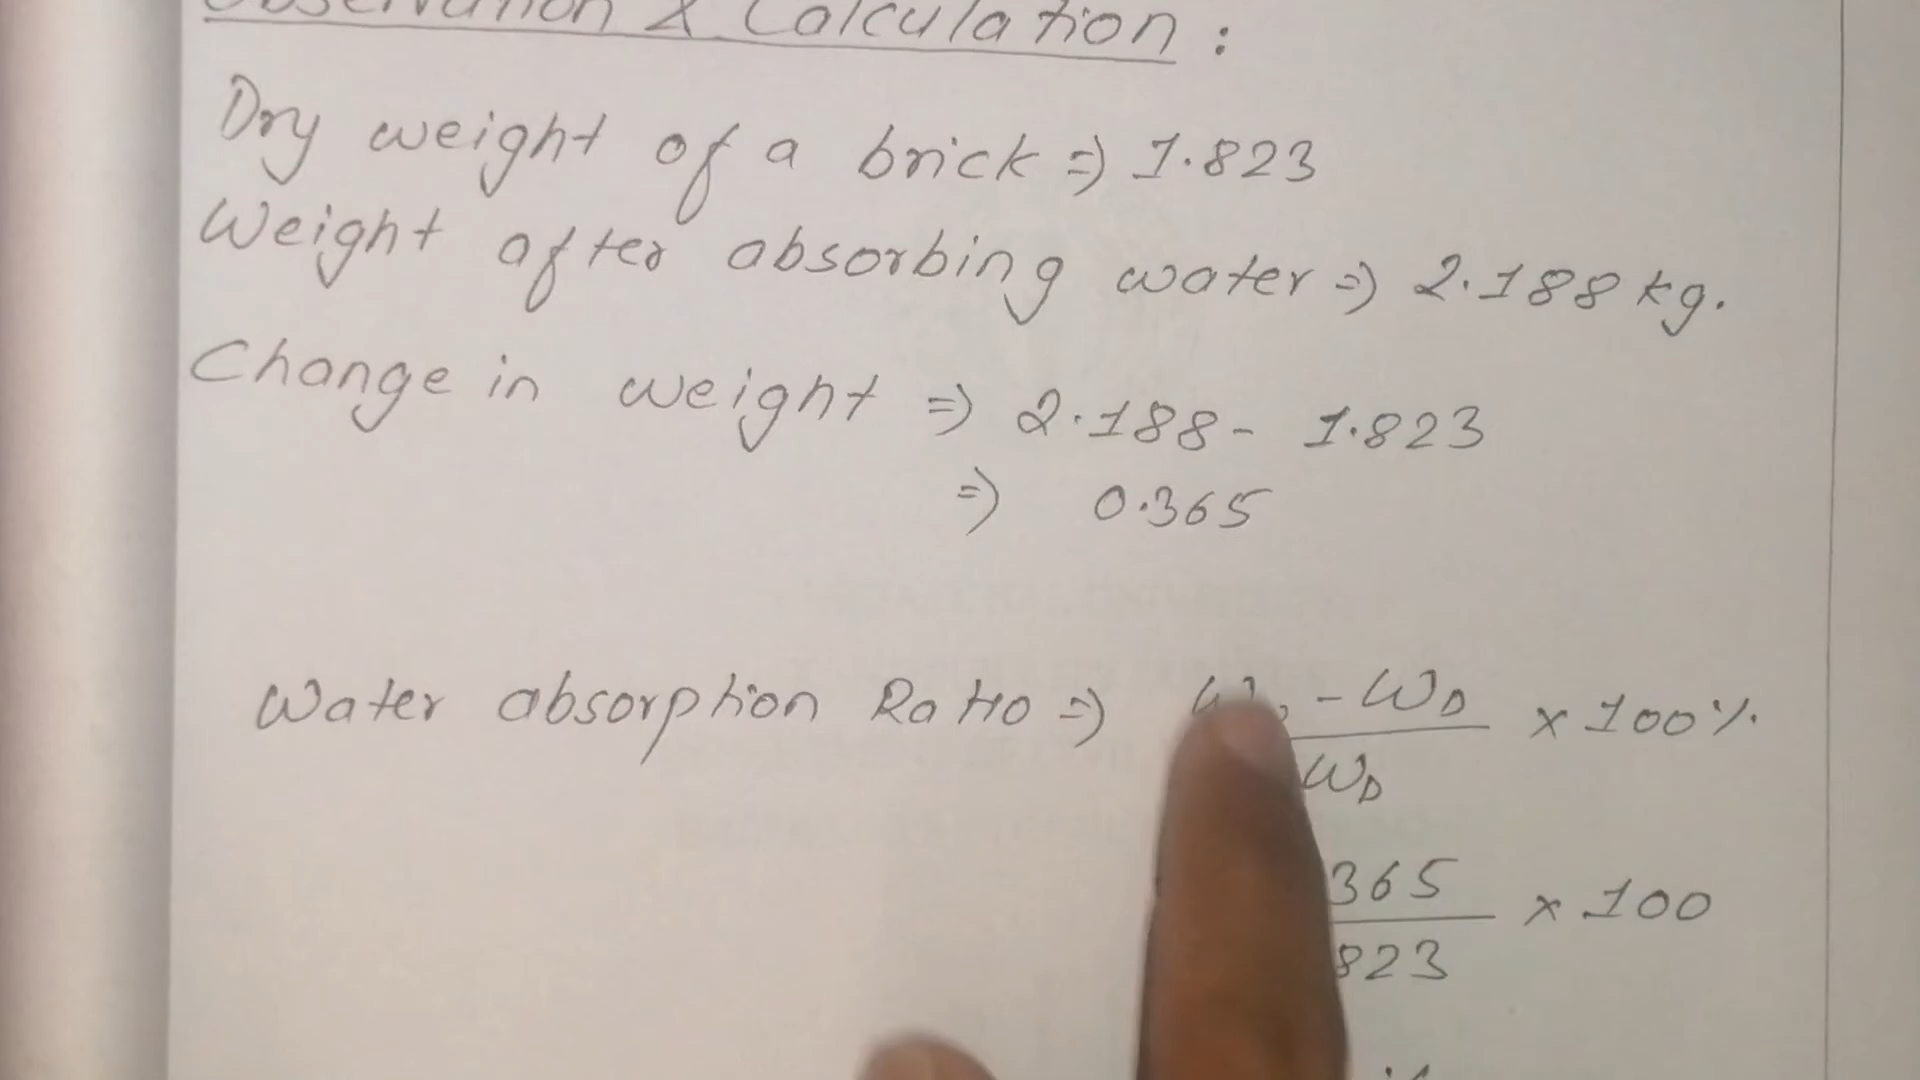 Observation & Calculation :
Dry weight of a brick => 1.823
Weight after absorbing water => 2.188 kg.
Change in weight => 2.188 - 1.823
=> 0.365
Water absorption Ratio => - WD × 100%
WD
365 × 100
823